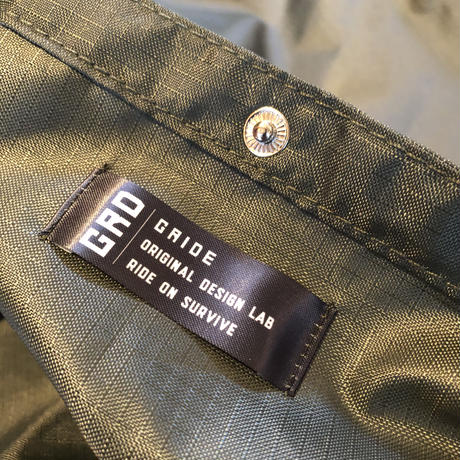 GRD
GRIDE
ORIGINAL DESIGN LAB
RIDE ON SURVIVE